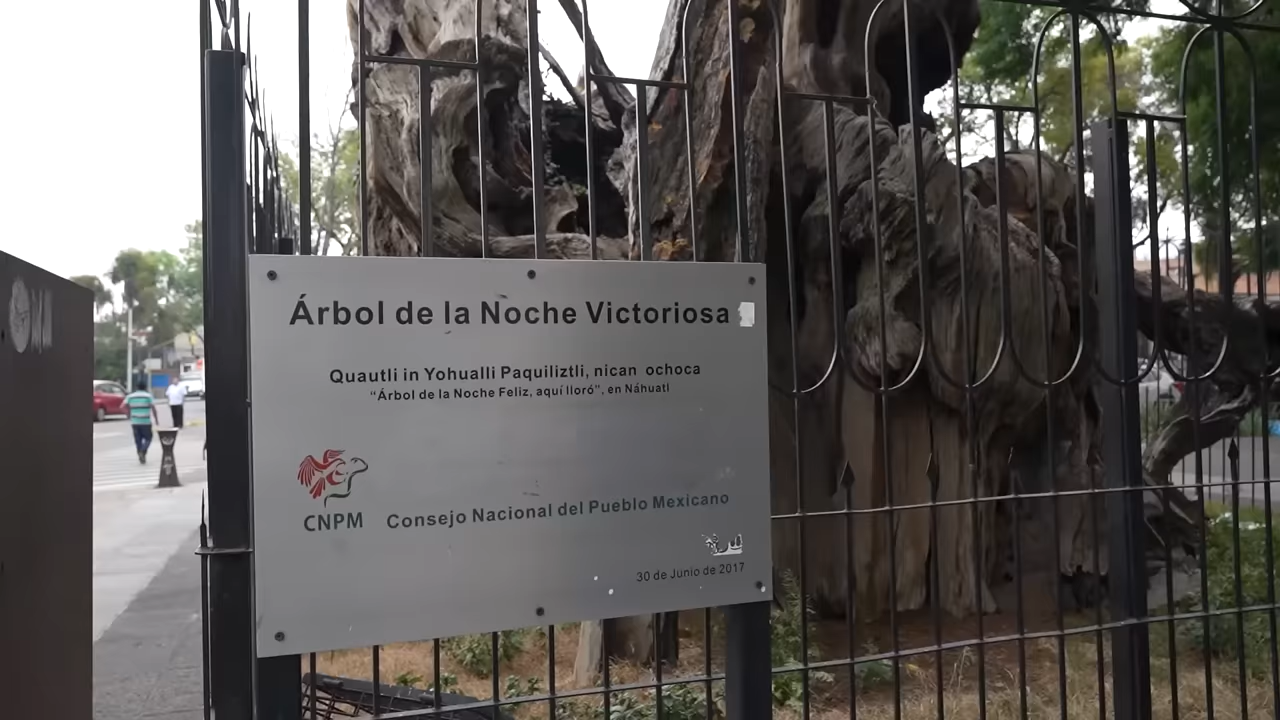 Árbol de la Noche Victoriosa
Quautli in Yohualli Paquiliztli, nican ochoca
“Árbol de la Noche Feliz, aquí lloró”, en Náhuatl
CNPM
Consejo Nacional del Pueblo Mexicano
30 de Junio de 2017